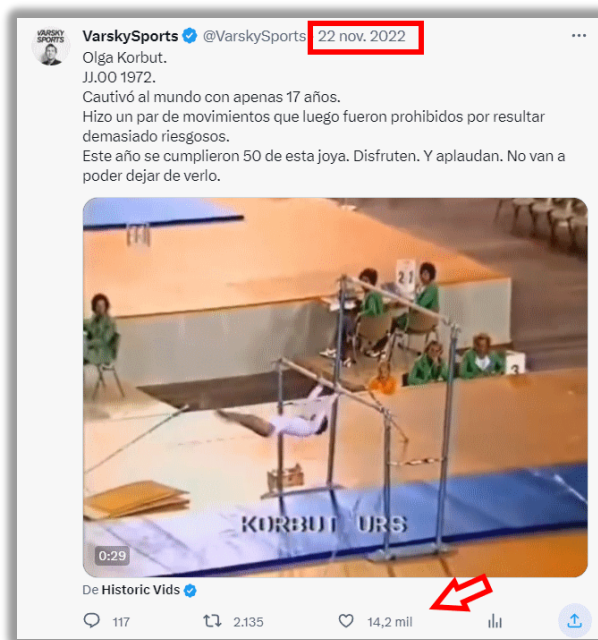 VARSKY
SPORTS
VarskySports @VarskySports 22 nov. 2022
Olga Korbut.
JJ.OO 1972.
Cautivó al mundo con apenas 17 años.
Hizo un par de movimientos que luego fueron prohibidos por resultar
demasiado riesgosos.
Este año se cumplieron 50 de esta joya. Disfruten. Y aplaudan. No van a
poder dejar de verlo.
21
3
KORBUT URS
0:29
De Historic Vids
117 2.135 14,2 mil